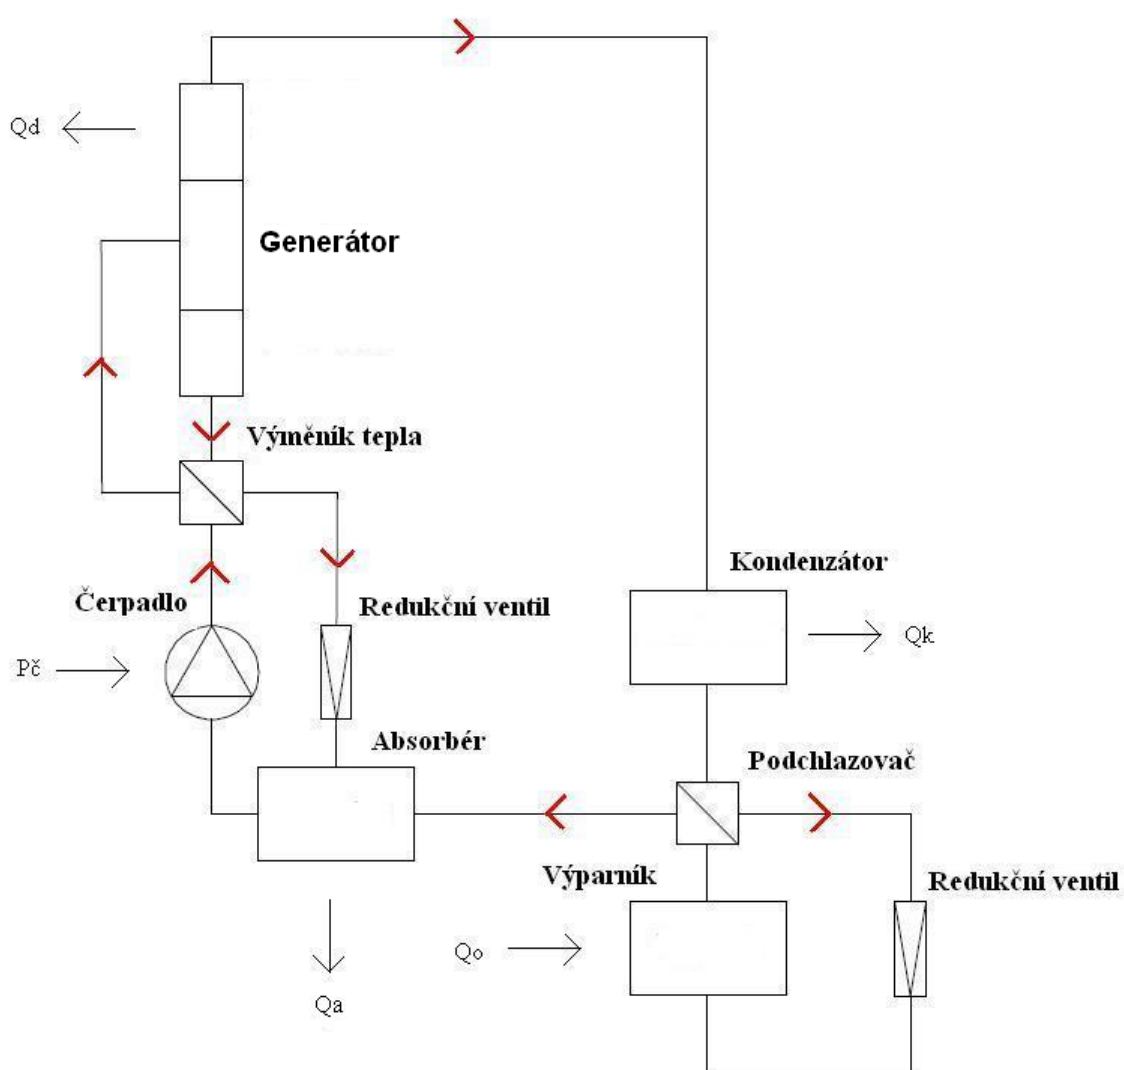 Qd
Generátor
Výměník tepla
Kondenzátor
Čerpadlo
Redukční ventil
Qk
Pč
Absorbér
Podchlazovač
Výparník
Redukční ventil
Qo
Qa